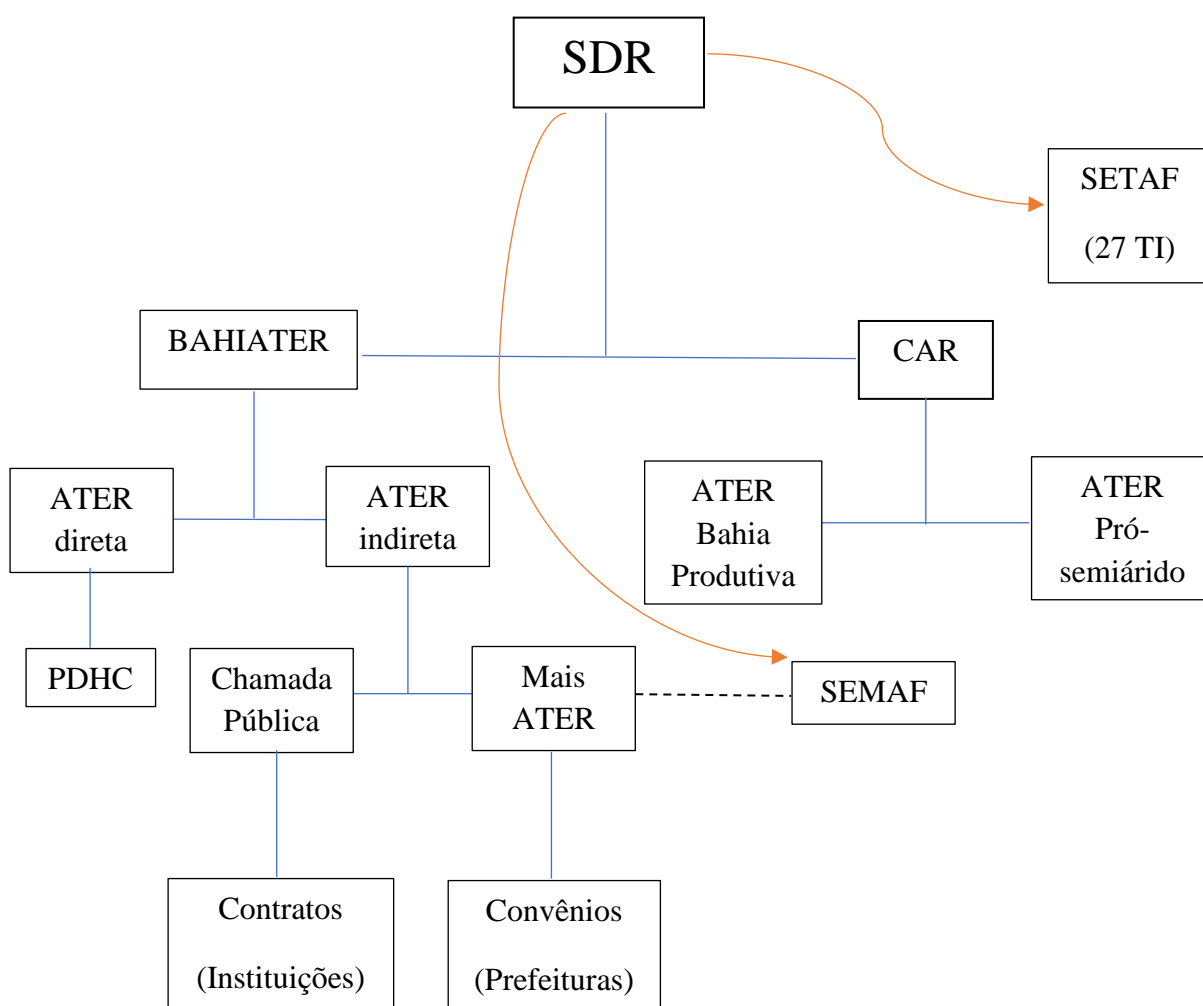 SDR
SETAF
(27 TI)
BAHIATER
CAR
ATER
direta
ATER
indireta
ATER
Bahia
Produtiva
ATER
Pró-
semiárido
PDHC
Chamada
Pública
Mais
ATER
SEMAF
Contratos
(Instituições)
Convênios
(Prefeituras)